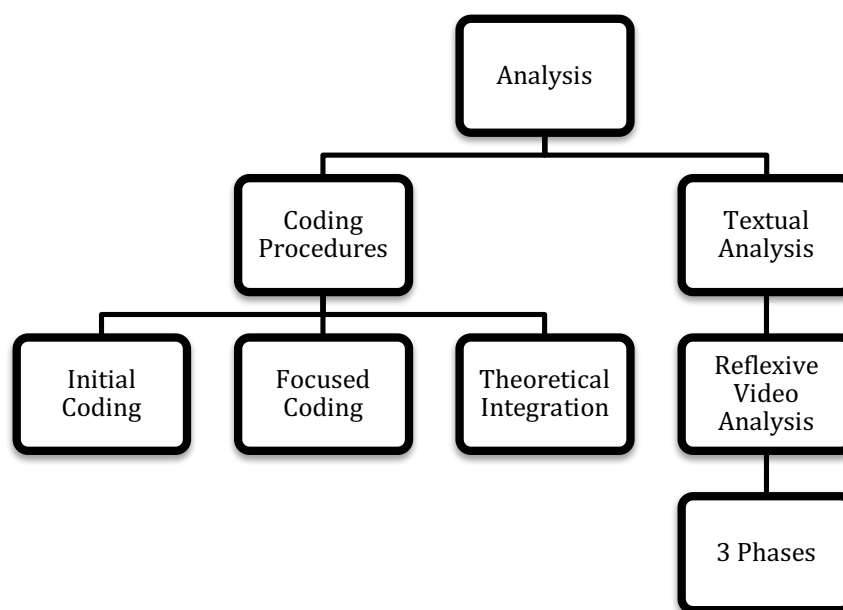 Analysis
Coding
Procedures
Textual
Analysis
Initial
Coding
Focused
Coding
Theoretical
Integration
Reflexive
Video
Analysis
3 Phases